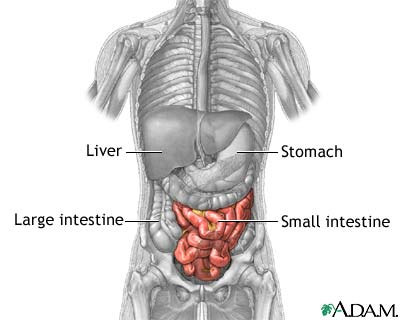 Liver
Stomach
Large intestine
Small intestine
A.D.A.M.